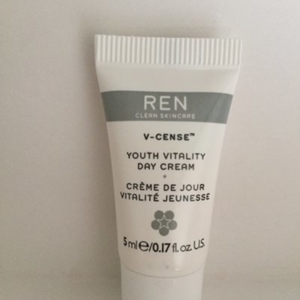 REN
CLEAN SKINCARE
V-CENSE™
YOUTH VITALITY
DAY CREAM
CRÈME DE JOUR
VITALITÉ JEUNESSE
5 ml℮/0.17 fl.oz. U.S.